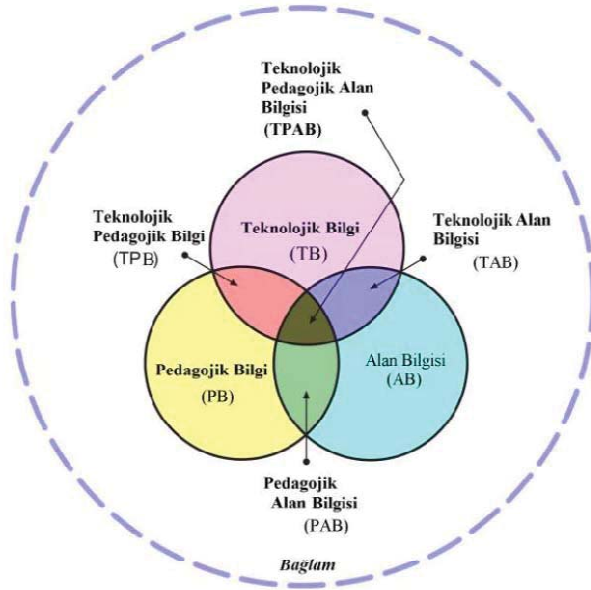 Teknolojik
Pedagojik Alan
Bilgisi
(TPAB)
Teknolojik
Pedagojik Bilgi
(TPB)
Teknolojik Bilgi
(TB)
Teknolojik Alan
Bilgisi
(TAB)
Pedagojik Bilgi
(PB)
Alan Bilgisi
(AB)
Pedagojik
Alan Bilgisi
(PAB)
Bağlam